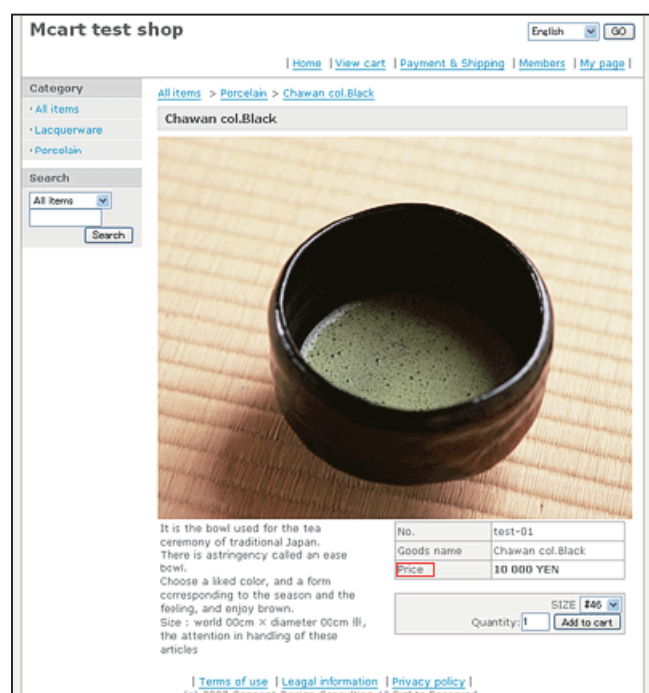 Mcart test shop
English GO
| Home | View cart | Payment & Shipping | Members | My page |
Category
All items > Porcelain > Chawan col.Black
・All items
Chawan col.Black
・Lacquerware
・Porcelain
Search
All items
Search
It is the bowl used for the tea
ceremony of traditional Japan.
There is astringency called an ease
bowl.
Choose a liked color, and a form
corresponding to the season and the
feeling, and enjoy brown.
Size : world 00cm × diameter 00cm ※,
the attention in handling of these
articles
No. test-01
Goods name Chawan col.Black
Price 10 000 YEN
SIZE #46
Quantity: 1 Add to cart
| Terms of use | Leagal information | Privacy policy |